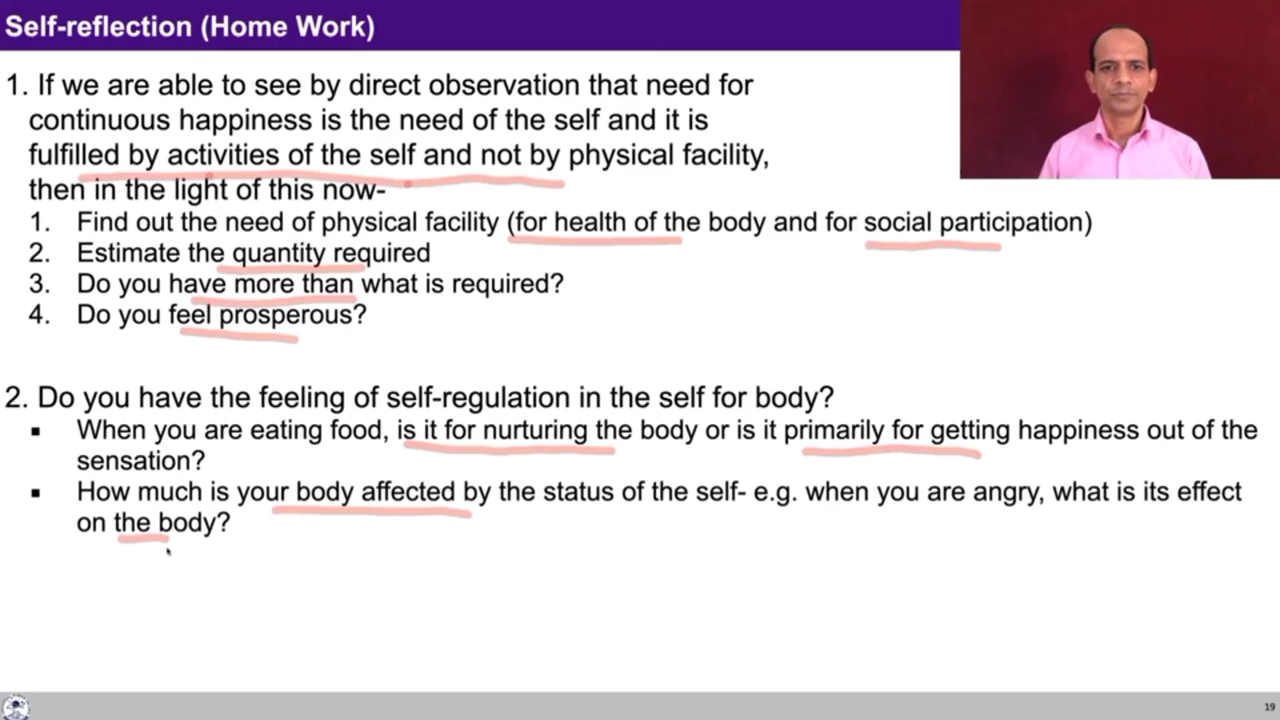 Self-reflection (Home Work)
1. If we are able to see by direct observation that need for
continuous happiness is the need of the self and it is
fulfilled by activities of the self and not by physical facility,
then in the light of this now-
1. Find out the need of physical facility (for health of the body and for social participation)
2. Estimate the quantity required
3. Do you have more than what is required?
4. Do you feel prosperous?
2. Do you have the feeling of self-regulation in the self for body?
▪ When you are eating food, is it for nurturing the body or is it primarily for getting happiness out of the
sensation?
▪ How much is your body affected by the status of the self- e.g. when you are angry, what is its effect
on the body?
19